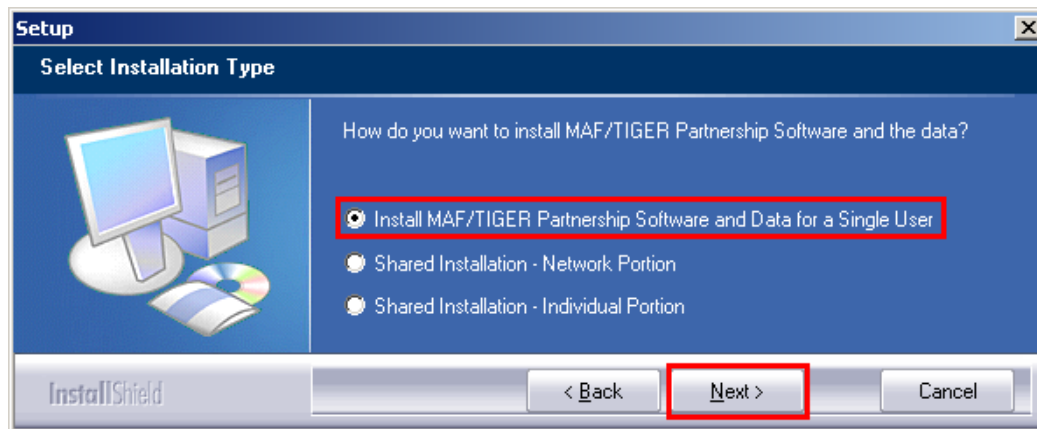 Setup
Select Installation Type
How do you want to install MAF/TIGER Partnership Software and the data?
Install MAF/TIGER Partnership Software and Data for a Single User
Shared Installation - Network Portion
Shared Installation - Individual Portion
InstallShield
< Back
Next >
Cancel